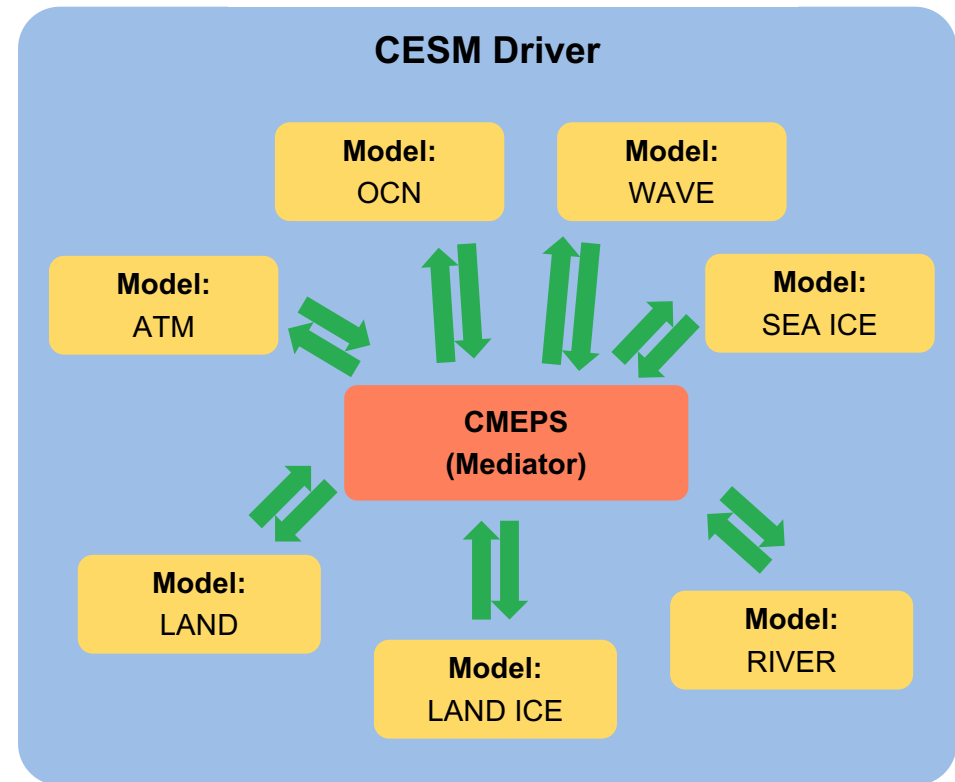 CESM Driver
Model:
OCN
Model:
WAVE
Model:
ATM
Model:
SEA ICE
CMEPS
(Mediator)
Model:
LAND
Model:
LAND ICE
Model:
RIVER